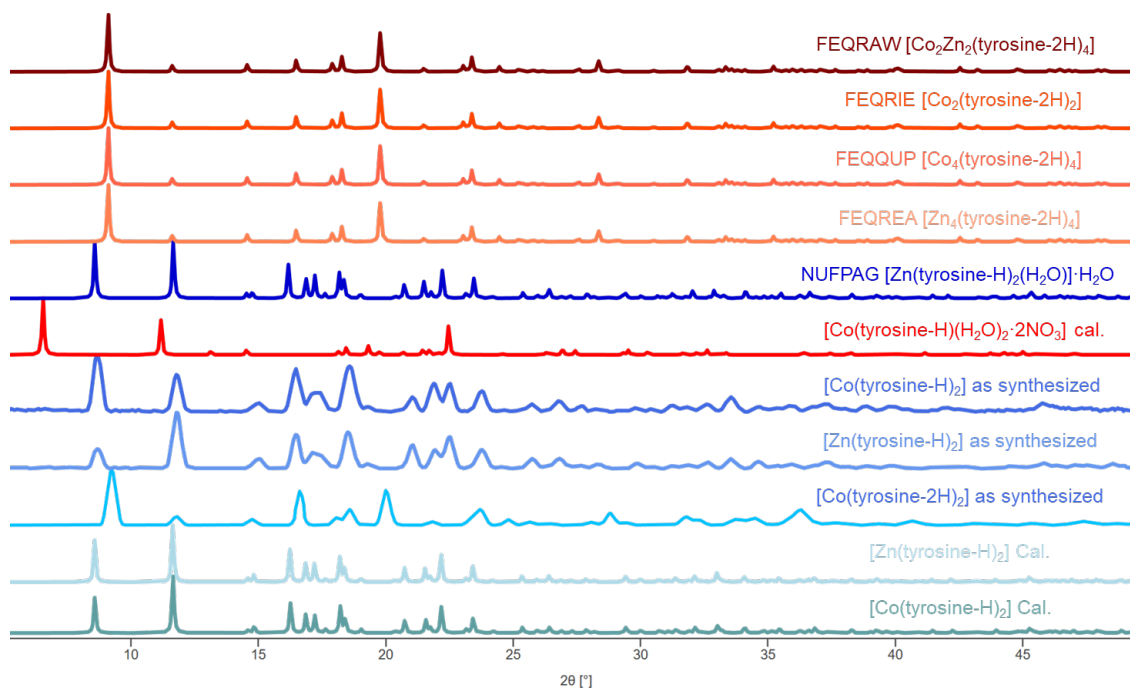 FEQRAW [Co₂Zn₂(tyrosine-2H)₄]
FEQRIE [Co₂(tyrosine-2H)₂]
FEQQUP [Co₄(tyrosine-2H)₄]
FEQREA [Zn₄(tyrosine-2H)₄]
NUFPAG [Zn(tyrosine-H)₂(H₂O)]·H₂O
[Co(tyrosine-H)(H₂O)₂·2NO₃] cal.
[Co(tyrosine-H)₂] as synthesized
[Zn(tyrosine-H)₂] as synthesized
[Co(tyrosine-2H)₂] as synthesized
[Zn(tyrosine-H)₂] Cal.
[Co(tyrosine-H)₂] Cal.
10 15 20 25 30 35 40 45
2θ [°]